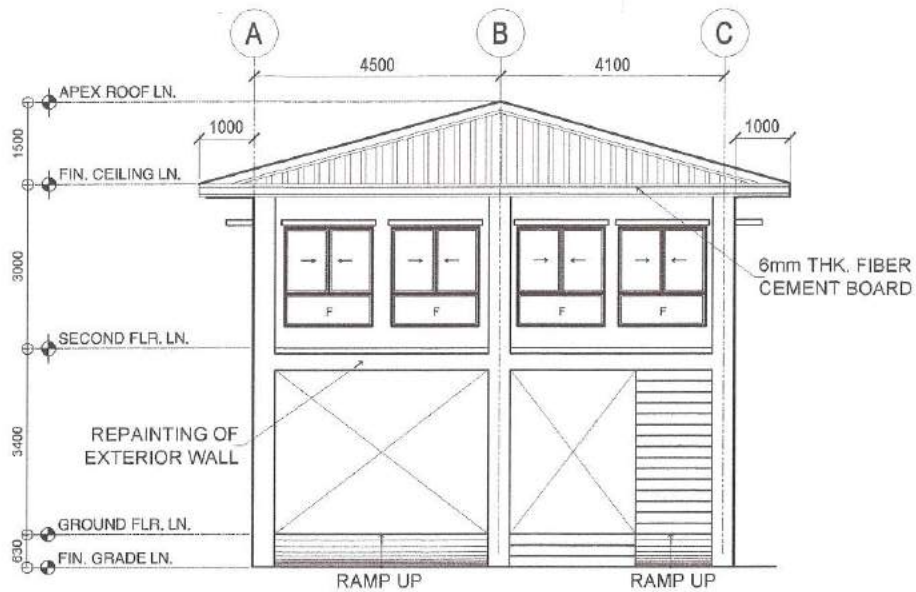 A
B
C
4500
4100
APEX ROOF LN.
1000
1000
1500
FIN. CEILING LN.
3000
6mm THK. FIBER
CEMENT BOARD
F
F
F
F
SECOND FLR. LN.
3400
REPAINTING OF
EXTERIOR WALL
GROUND FLR. LN.
630
FIN. GRADE LN.
RAMP UP
RAMP UP